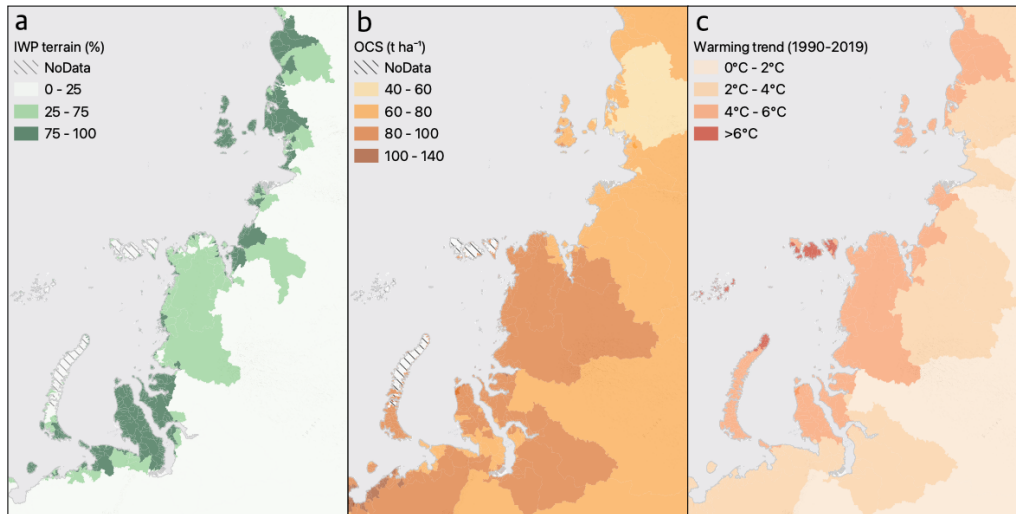 a
IWP terrain (%)
NoData
0 - 25
25 - 75
75 - 100
b
OCS (t ha⁻¹)
NoData
40 - 60
60 - 80
80 - 100
100 - 140
c
Warming trend (1990-2019)
0°C - 2°C
2°C - 4°C
4°C - 6°C
>6°C